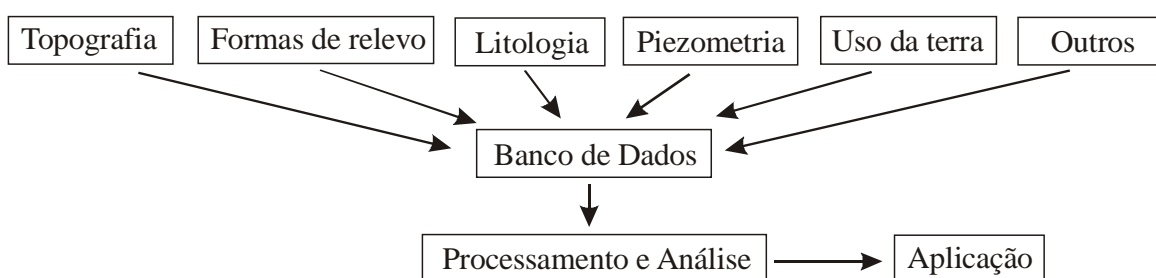 Topografia
Formas de relevo
Litologia
Piezometria
Uso da terra
Outros
Banco de Dados
Processamento e Análise
Aplicação